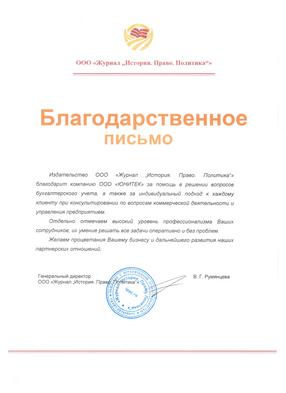 ООО «Журнал „История. Право. Политика“»
Благодарственное
письмо
Издательство ООО «Журнал „История. Право. Политика»
благодарит компанию ООО «ЮНИТЕК» за помощь в решении вопросов
бухгалтерского учета, а также за индивидуальный подход к каждому
клиенту при консультировании по вопросам коммерческой деятельности и
управления предприятием.
Отдельно отмечаем высокий уровень профессионализма Ваших
сотрудников, их умение решать все задачи оперативно и без проблем.
Желаем процветания Вашему бизнесу и дальнейшего развития наших
партнерских отношений.
Генеральный директор
В. Г. Румянцева
ООО «Журнал „История. Право. Политика“»